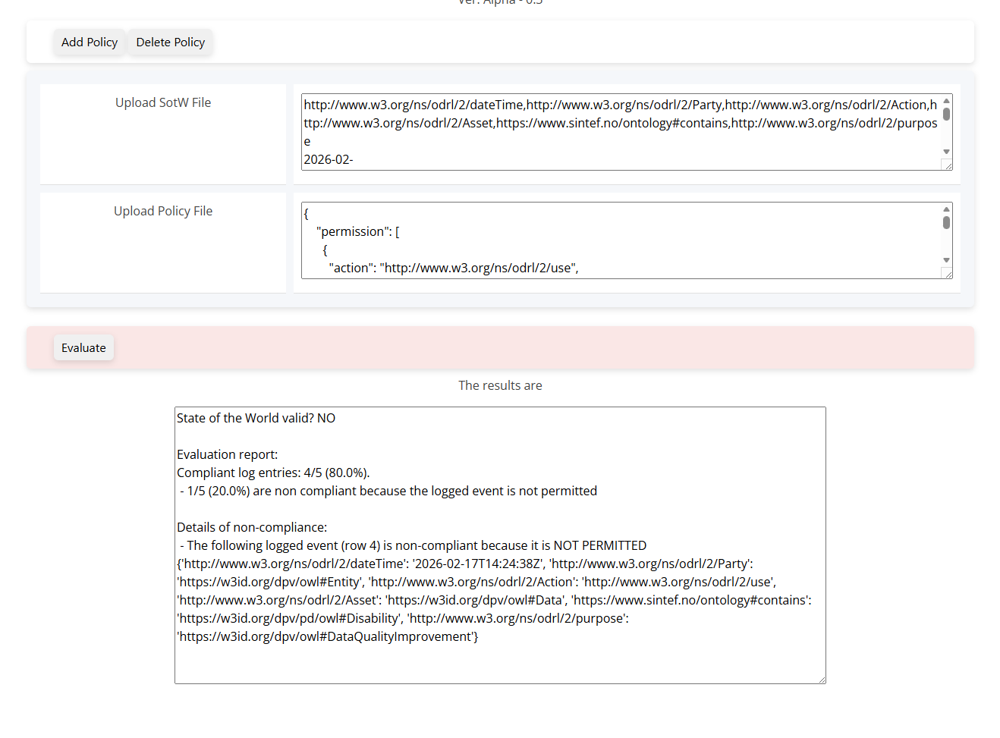 Ver. Alpha - 0.5
Add Policy Delete Policy
Upload SotW File
http://www.w3.org/ns/odrl/2/dateTime,http://www.w3.org/ns/odrl/2/Party,http://www.w3.org/ns/odrl/2/Action,h
ttp://www.w3.org/ns/odrl/2/Asset,https://www.sintef.no/ontology#contains,http://www.w3.org/ns/odrl/2/purpos
e
2026-02-
Upload Policy File
{
"permission": [
{
"action": "http://www.w3.org/ns/odrl/2/use",
Evaluate
The results are
State of the World valid? NO
Evaluation report:
Compliant log entries: 4/5 (80.0%).
- 1/5 (20.0%) are non compliant because the logged event is not permitted
Details of non-compliance:
- The following logged event (row 4) is non-compliant because it is NOT PERMITTED
{'http://www.w3.org/ns/odrl/2/dateTime': '2026-02-17T14:24:38Z', 'http://www.w3.org/ns/odrl/2/Party':
'https://w3id.org/dpv/owl#Entity', 'http://www.w3.org/ns/odrl/2/Action': 'http://www.w3.org/ns/odrl/2/use',
'http://www.w3.org/ns/odrl/2/Asset': 'https://w3id.org/dpv/owl#Data', 'https://www.sintef.no/ontology#contains':
'https://w3id.org/dpv/pd/owl#Disability', 'http://www.w3.org/ns/odrl/2/purpose':
'https://w3id.org/dpv/owl#DataQualityImprovement'}